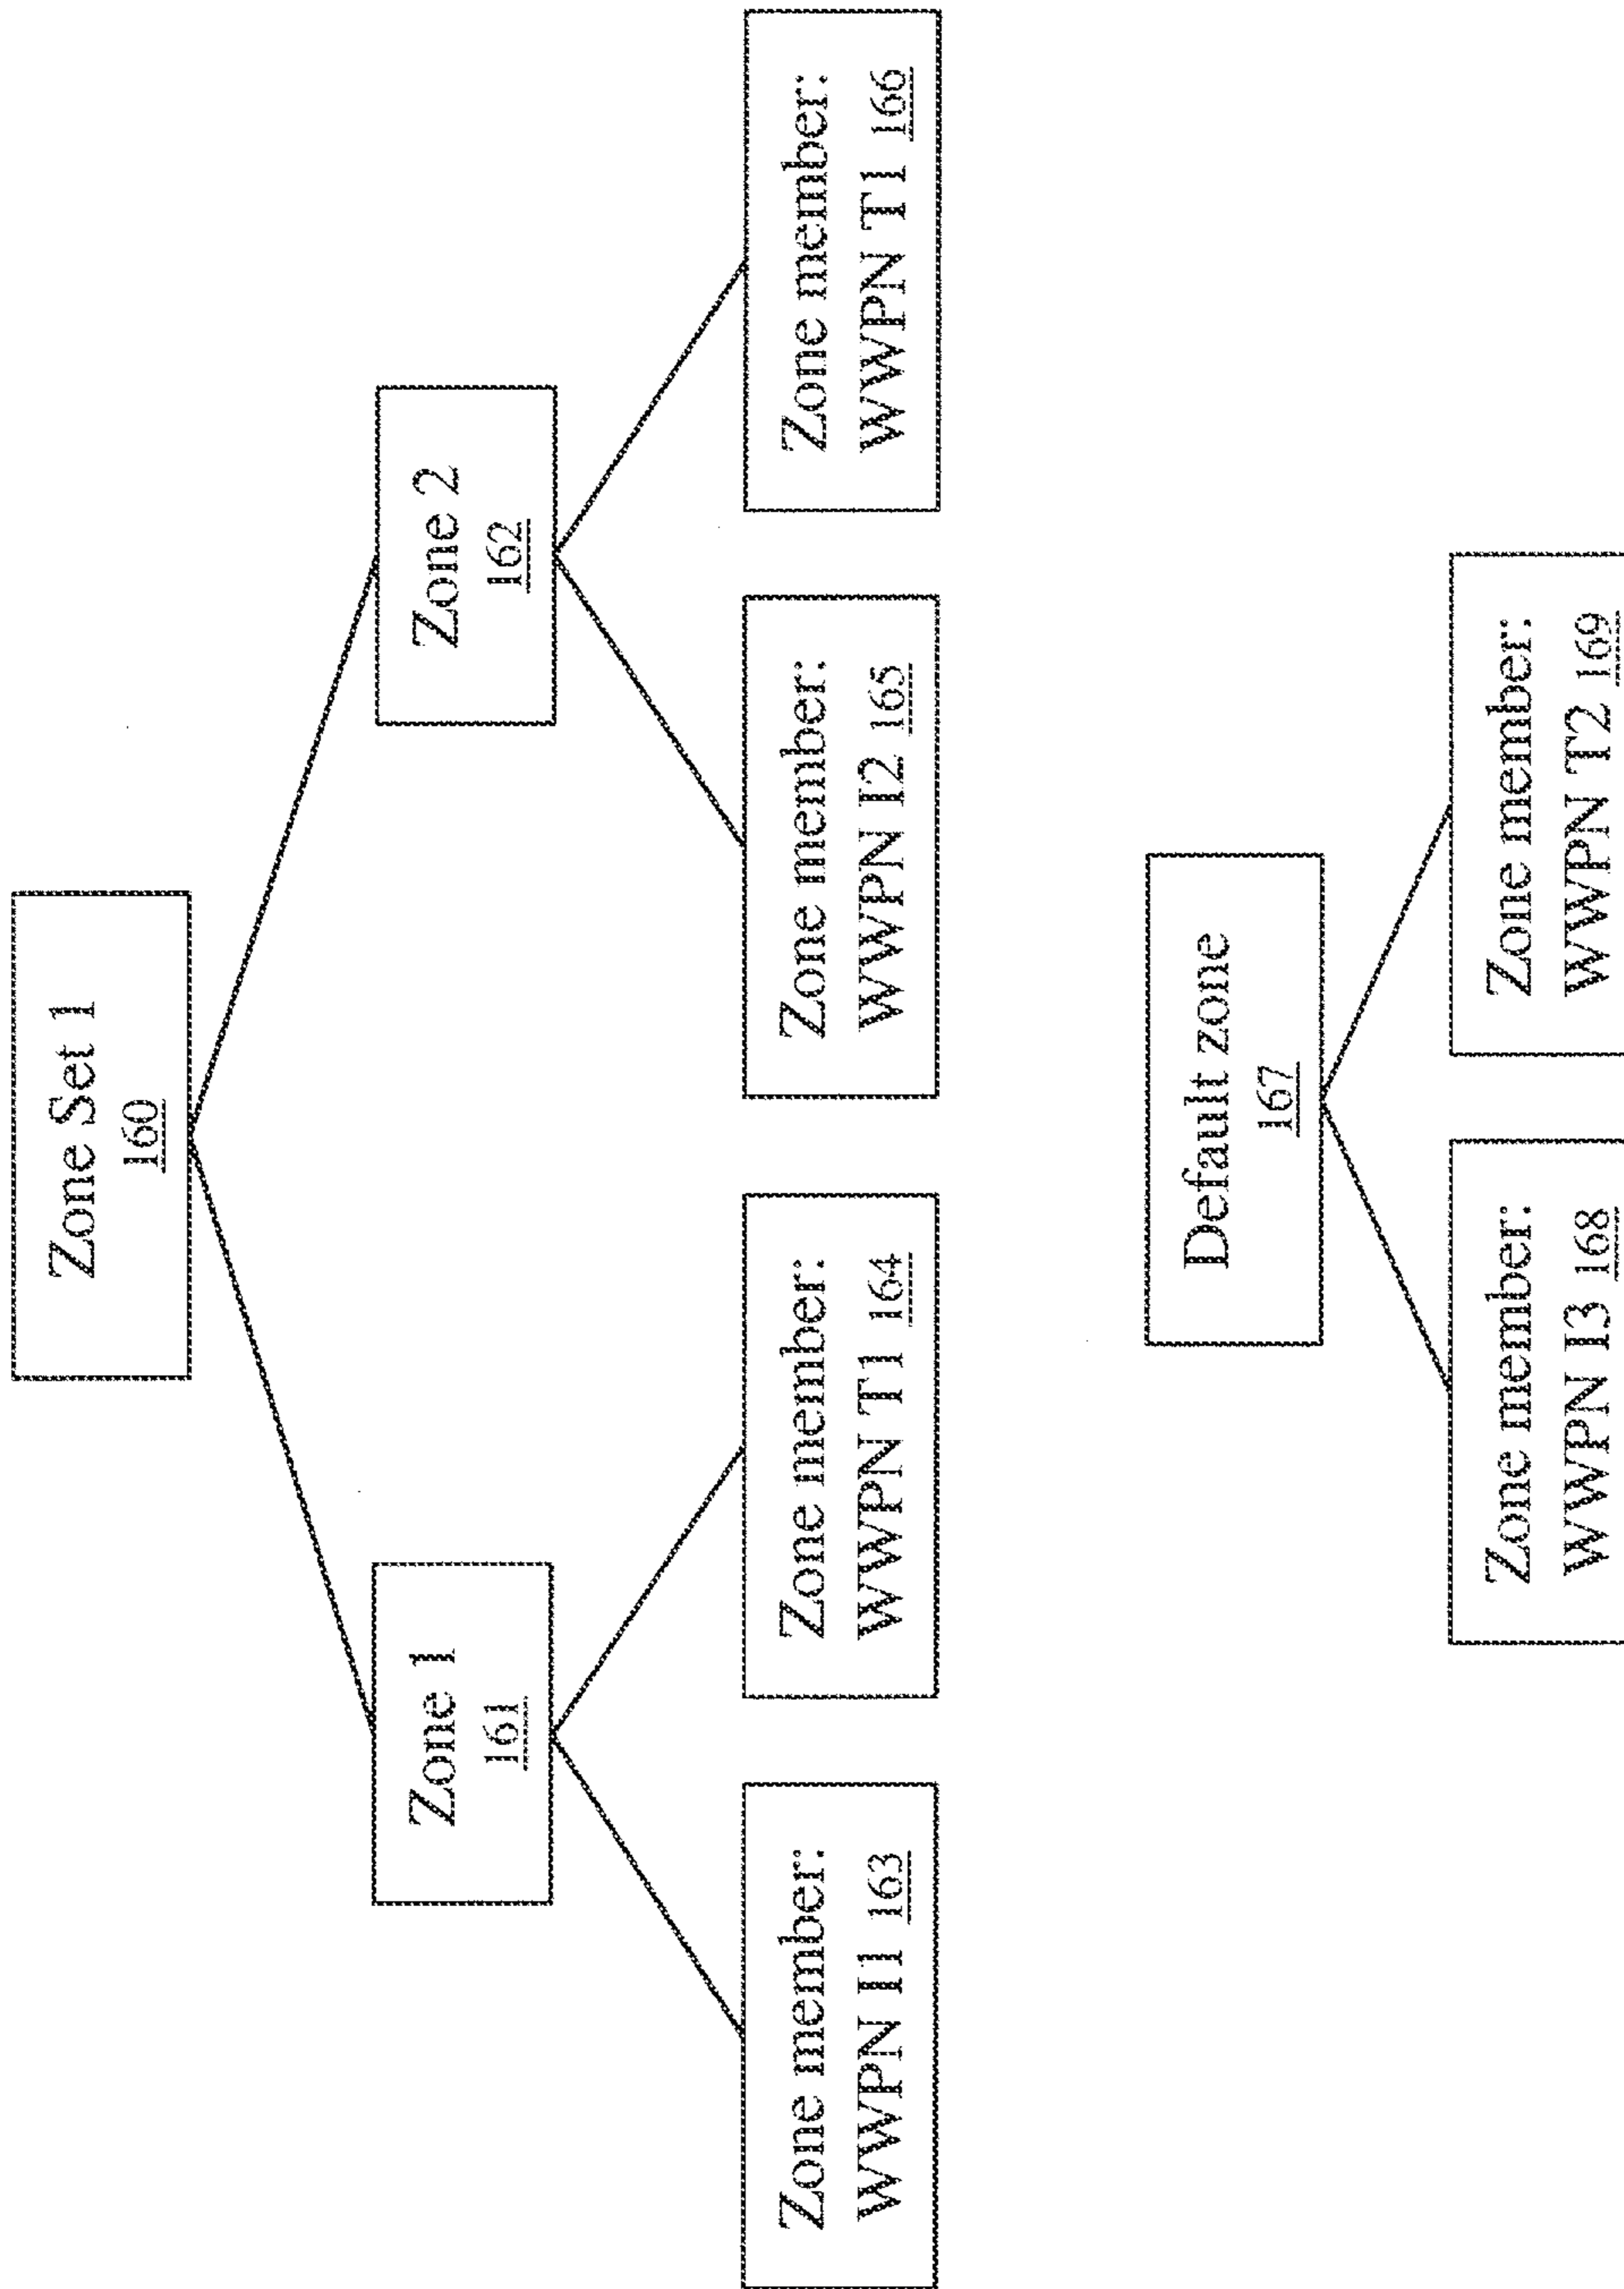 Zone Set 1
160
Zone 1
161
Zone 2
162
Zone member:
WWPN I1 163
Zone member:
WWPN T1 164
Zone member:
WWPN I2 165
Zone member:
WWPN T1 166
Default zone
167
Zone member:
WWPN I3 168
Zone member:
WWPN T2 169